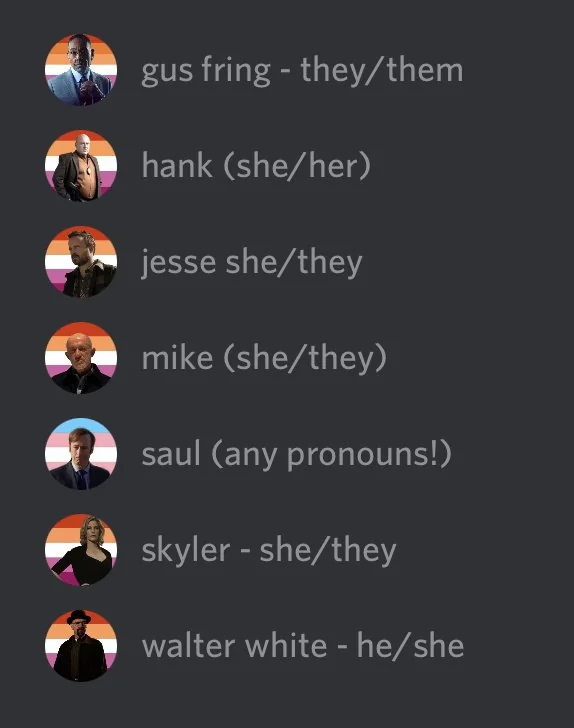 gus fring - they/them
hank (she/her)
jesse she/they
mike (she/they)
saul (any pronouns!)
skyler - she/they
walter white - he/she